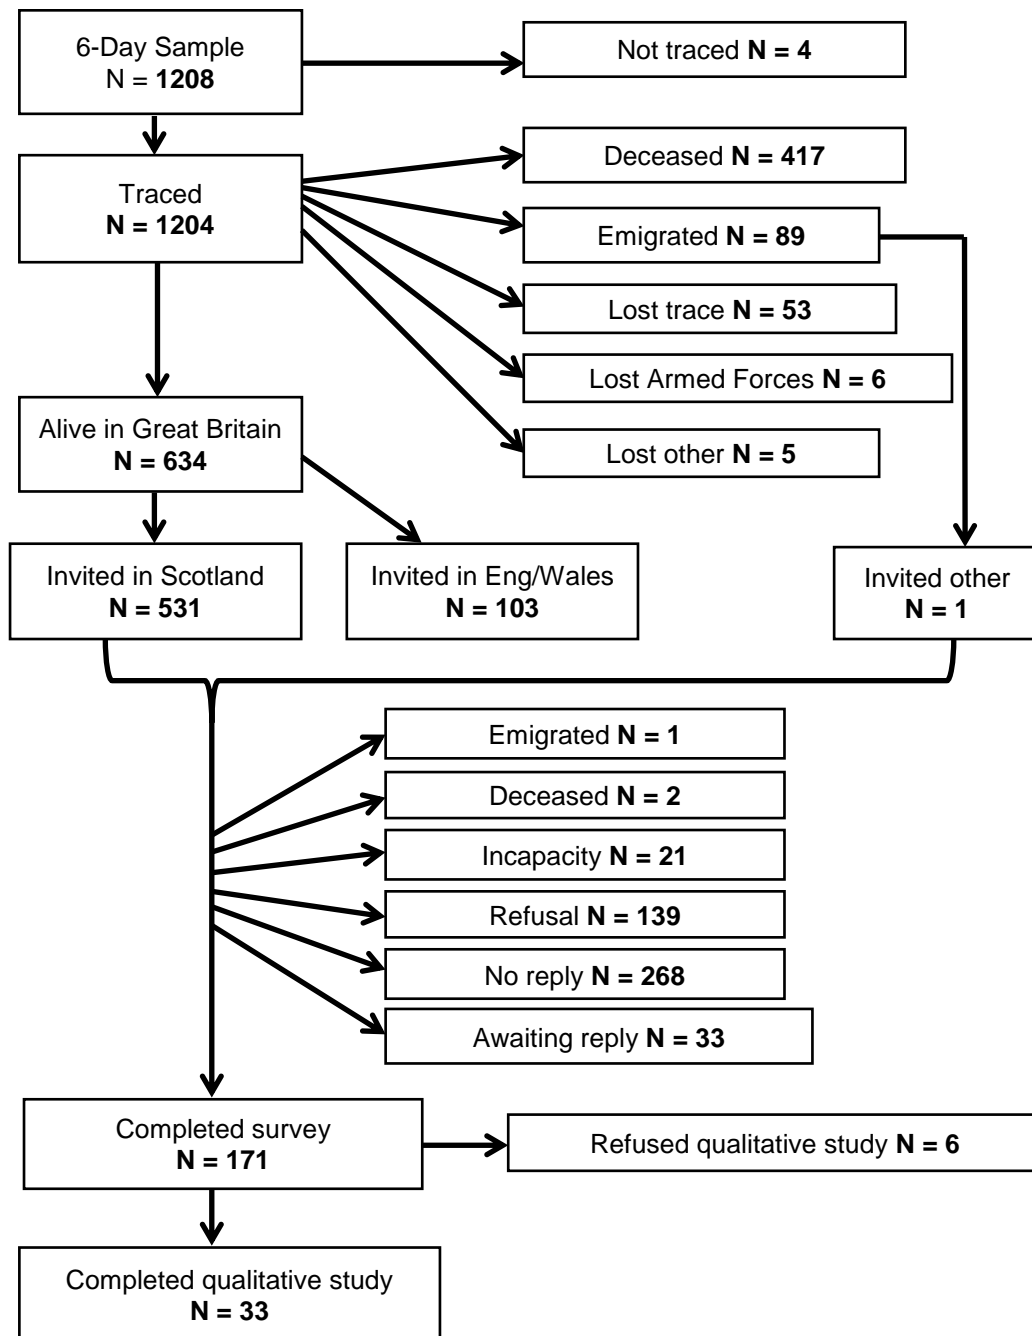 6-Day Sample
N = 1208
Not traced N = 4
Traced
N = 1204
Deceased N = 417
Emigrated N = 89
Lost trace N = 53
Lost Armed Forces N = 6
Lost other N = 5
Alive in Great Britain
N = 634
Invited in Scotland
N = 531
Invited in Eng/Wales
N = 103
Invited other
N = 1
Emigrated N = 1
Deceased N = 2
Incapacity N = 21
Refusal N = 139
No reply N = 268
Awaiting reply N = 33
Completed survey
N = 171
Refused qualitative study N = 6
Completed qualitative study
N = 33